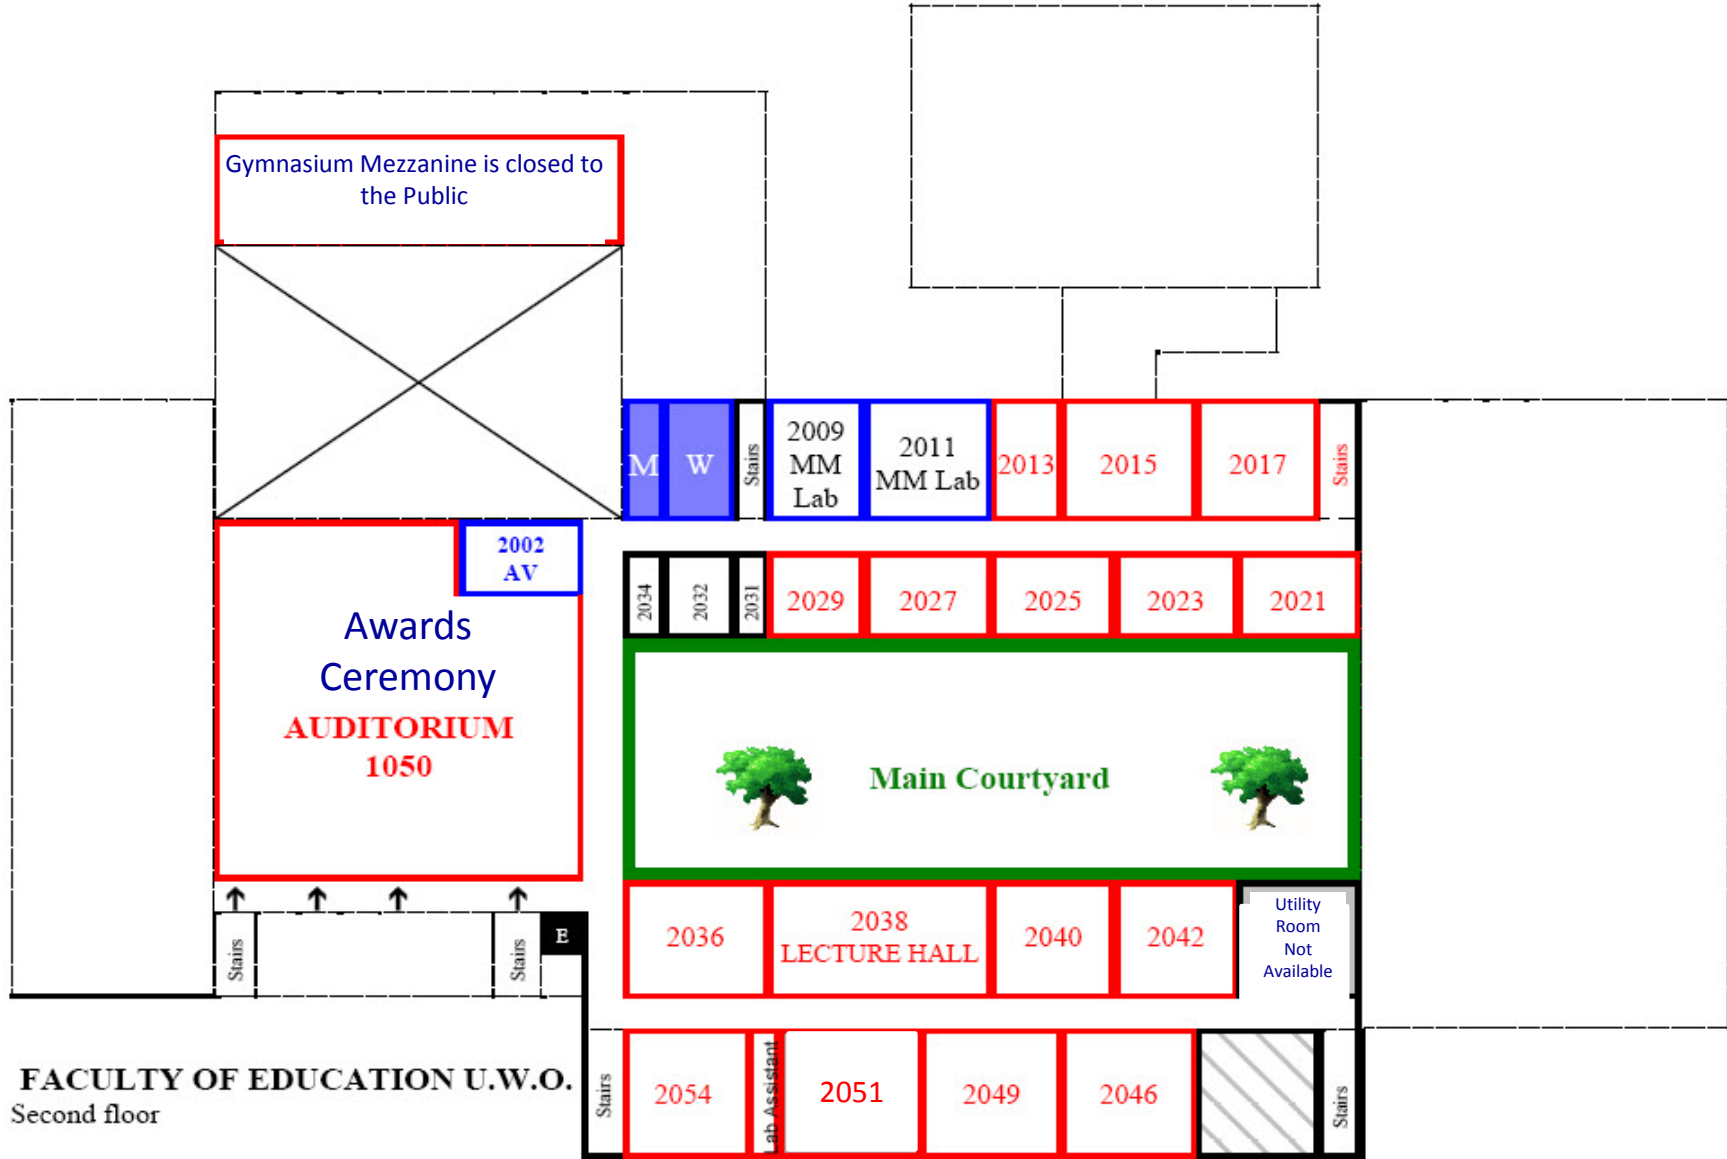 Gymnasium Mezzanine is closed to
the Public
M
W
Stairs
2009
MM
Lab
2011
MM Lab
2013
2015
2017
Stairs
2002
AV
2034
2032
2031
2029
2027
2025
2023
2021
Awards
Ceremony
AUDITORIUM
1050
Main Courtyard
Stairs
Stairs
E
2036
2038
LECTURE HALL
2040
2042
Utility
Room
Not
Available
FACULTY OF EDUCATION U.W.O.
Second floor
Stairs
2054
Lab Assistant
2051
2049
2046
Stairs